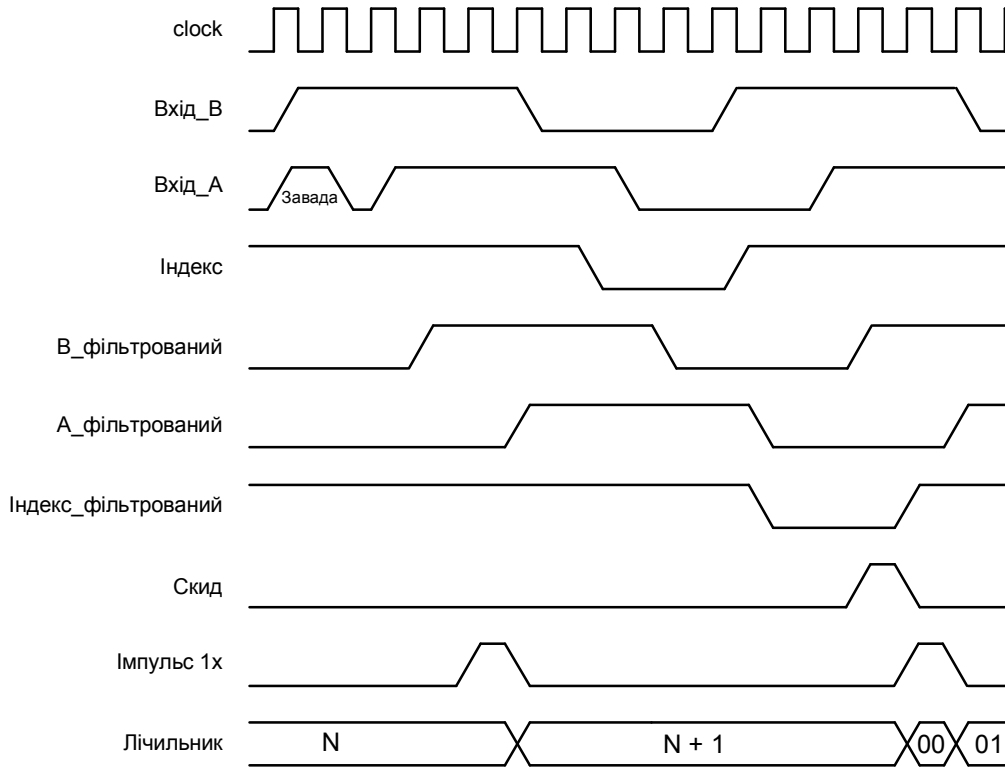 clock
Вхід_В
Вхід_А
Завада
Індекс
В_фільтрований
А_фільтрований
Індекс_фільтрований
Скид
Імпульс 1х
Лічильник N N + 1 00 01